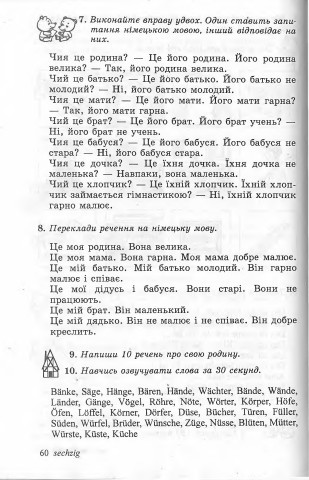 7. Виконайте вправу удвох. Один ставить запи-
тання німецькою мовою, інший відповідає на
них.
Чия це родина? — Це його родина. Його родина
велика? — Так, його родина велика.
Чий це батько? — Це його батько. Його батько не
молодий? — Ні, його батько молодий.
Чия це мати? — Це його мати. Його мати гарна?
— Так, його мати гарна.
Чий це брат? — Це його брат. Його брат учень? —
Ні, його брат не учень.
Чия це бабуся? — Це його бабуся. Його бабуся не
стара? — Ні, його бабуся стара.
Чия це дочка? — Це їхня дочка. Їхня дочка не
маленька? — Навпаки, вона маленька.
Чий це хлопчик? — Це їхній хлопчик. Їхній хлоп-
чик займається гімнастикою? — Ні, їхній хлопчик
гарно малює.
8. Переклади речення на німецьку мову.
Це моя родина. Вона велика.
Це моя мама. Вона гарна. Моя мама добре малює.
Це мій батько. Мій батько молодий. Він гарно
малює і співає.
Це мої дідусь і бабуся. Вони старі. Вони не
працюють.
Це мій брат. Він маленький.
Це мій дядько. Він не малює і не співає. Він добре
креслить.
9. Напиши 10 речень про свою родину.
10. Навчись озвучувати слова за 30 секунд.
Bänke, Säge, Hänge, Bären, Hände, Wächter, Bände, Wände,
Länder, Gänge, Vögel, Röhre, Nöte, Wörter, Körper, Höfe,
Öfen, Löffel, Körner, Dörfer, Düse, Bücher, Türen, Füller,
Süden, Würfel, Brüder, Wünsche, Züge, Nüsse, Blüten, Mütter,
Würste, Küste, Küche
60 sechzig